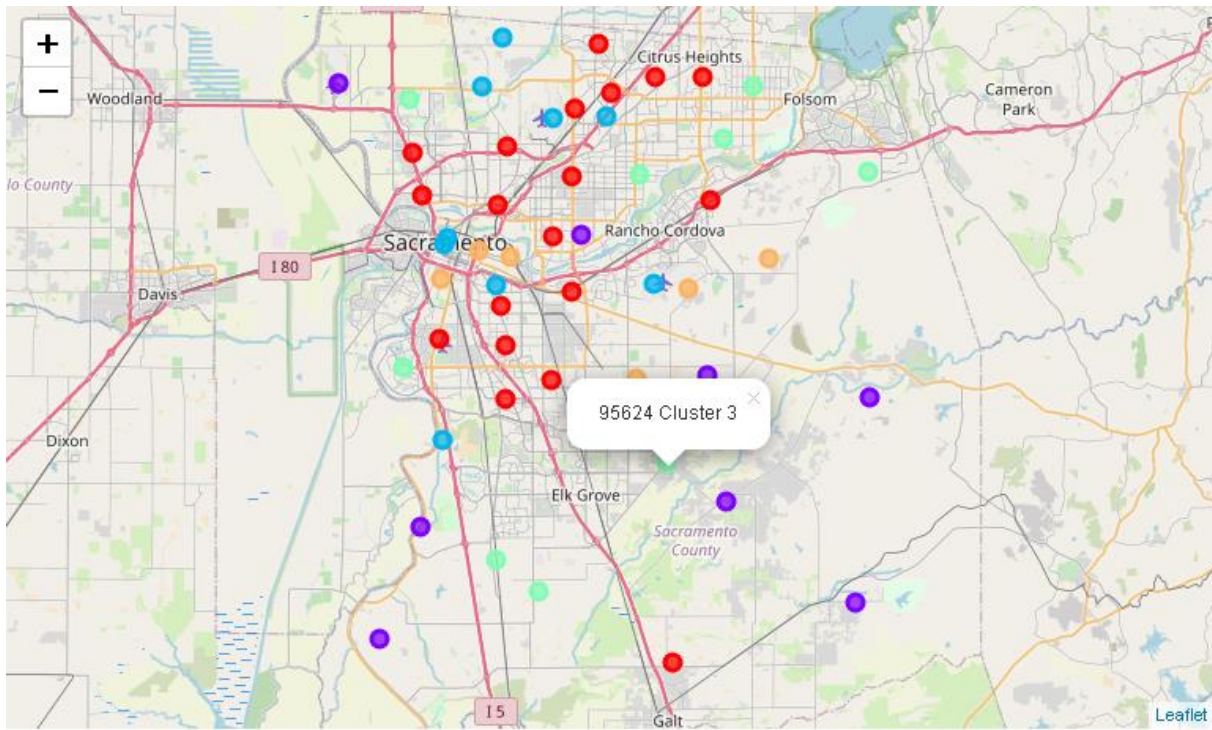 +
−
Woodland
Citrus Heights
Folsom
Cameron
Park
lo County
Sacramento
Rancho Cordova
I 80
Davis
95624 Cluster 3
×
Dixon
Elk Grove
Sacramento
County
I 5
Galt
Leaflet